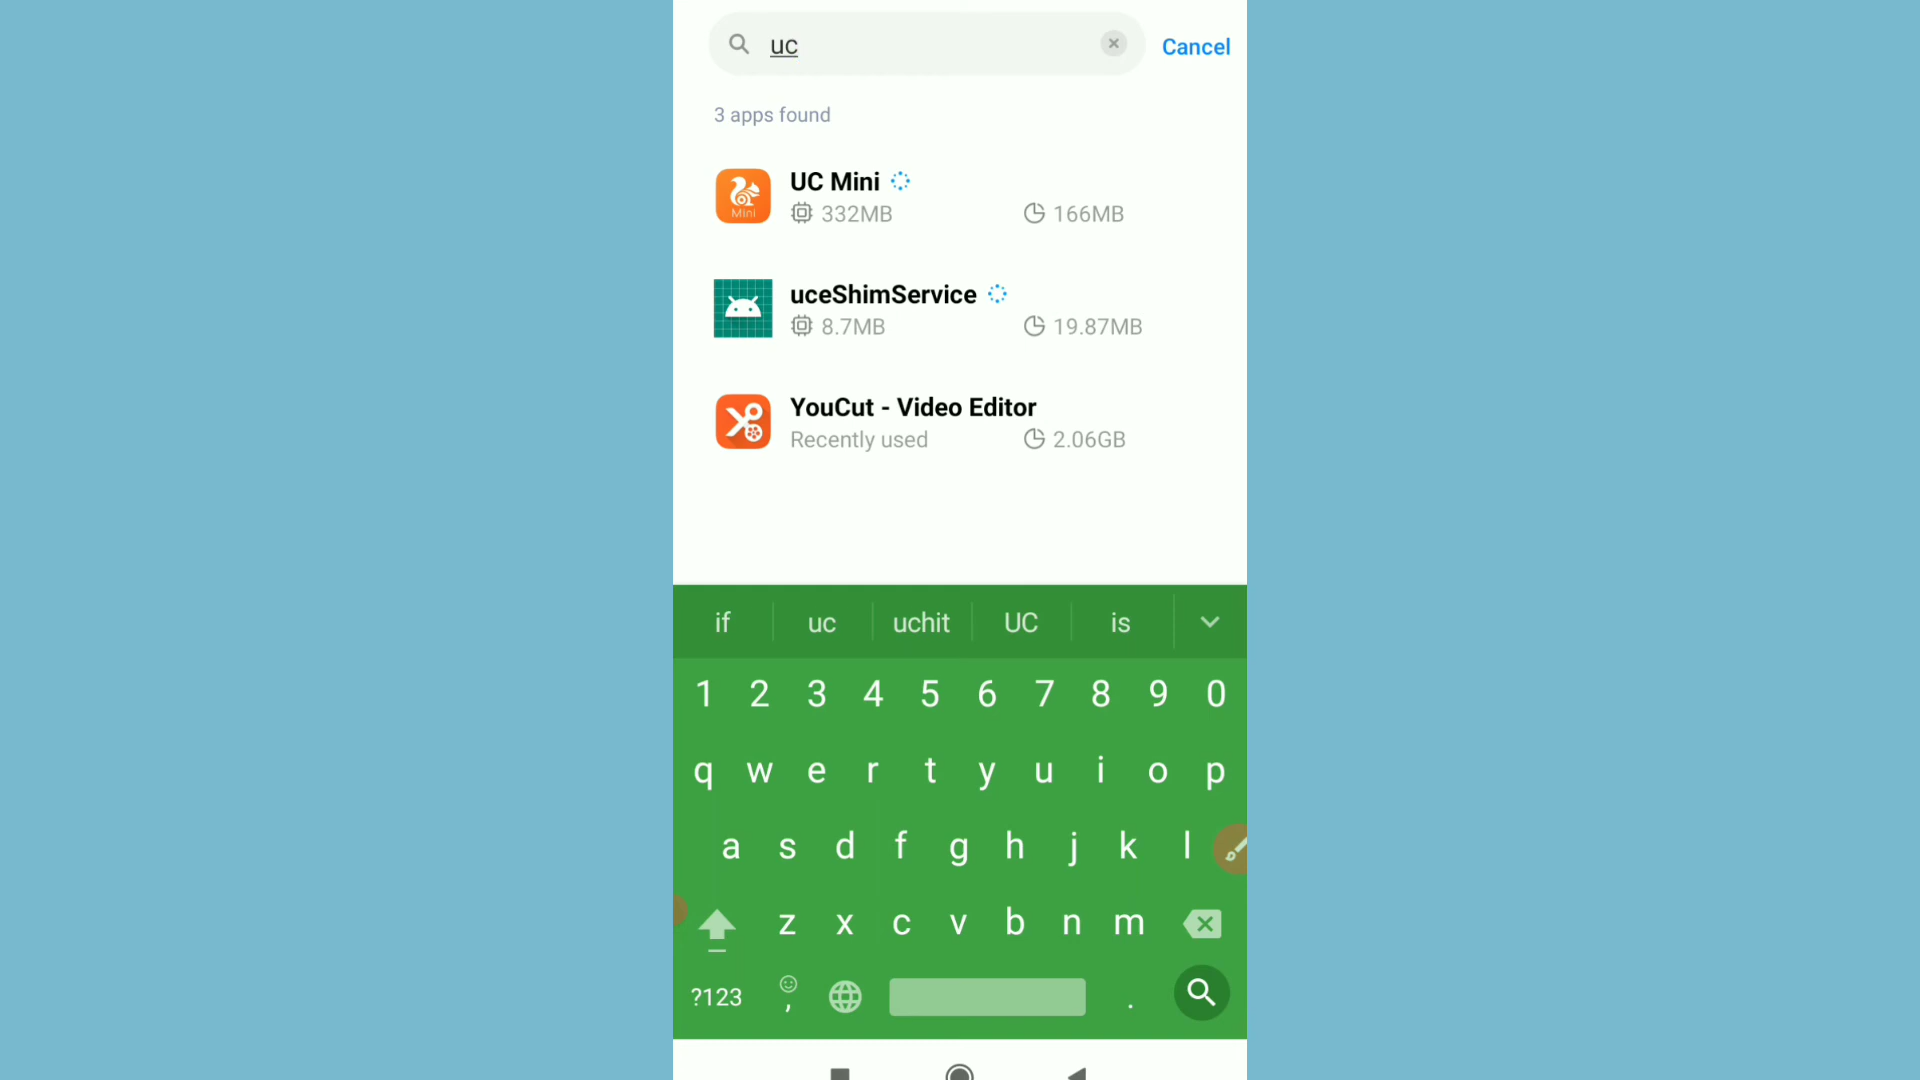 uc
Cancel
3 apps found
UC Mini
332MB 166MB
Mini
uceShimService
8.7MB 19.87MB
YouCut - Video Editor
Recently used 2.06GB
if uc uchit UC is
1 2 3 4 5 6 7 8 9 0
q w e r t y u i o p
a s d f g h j k l
z x c v b n m
?123 , .